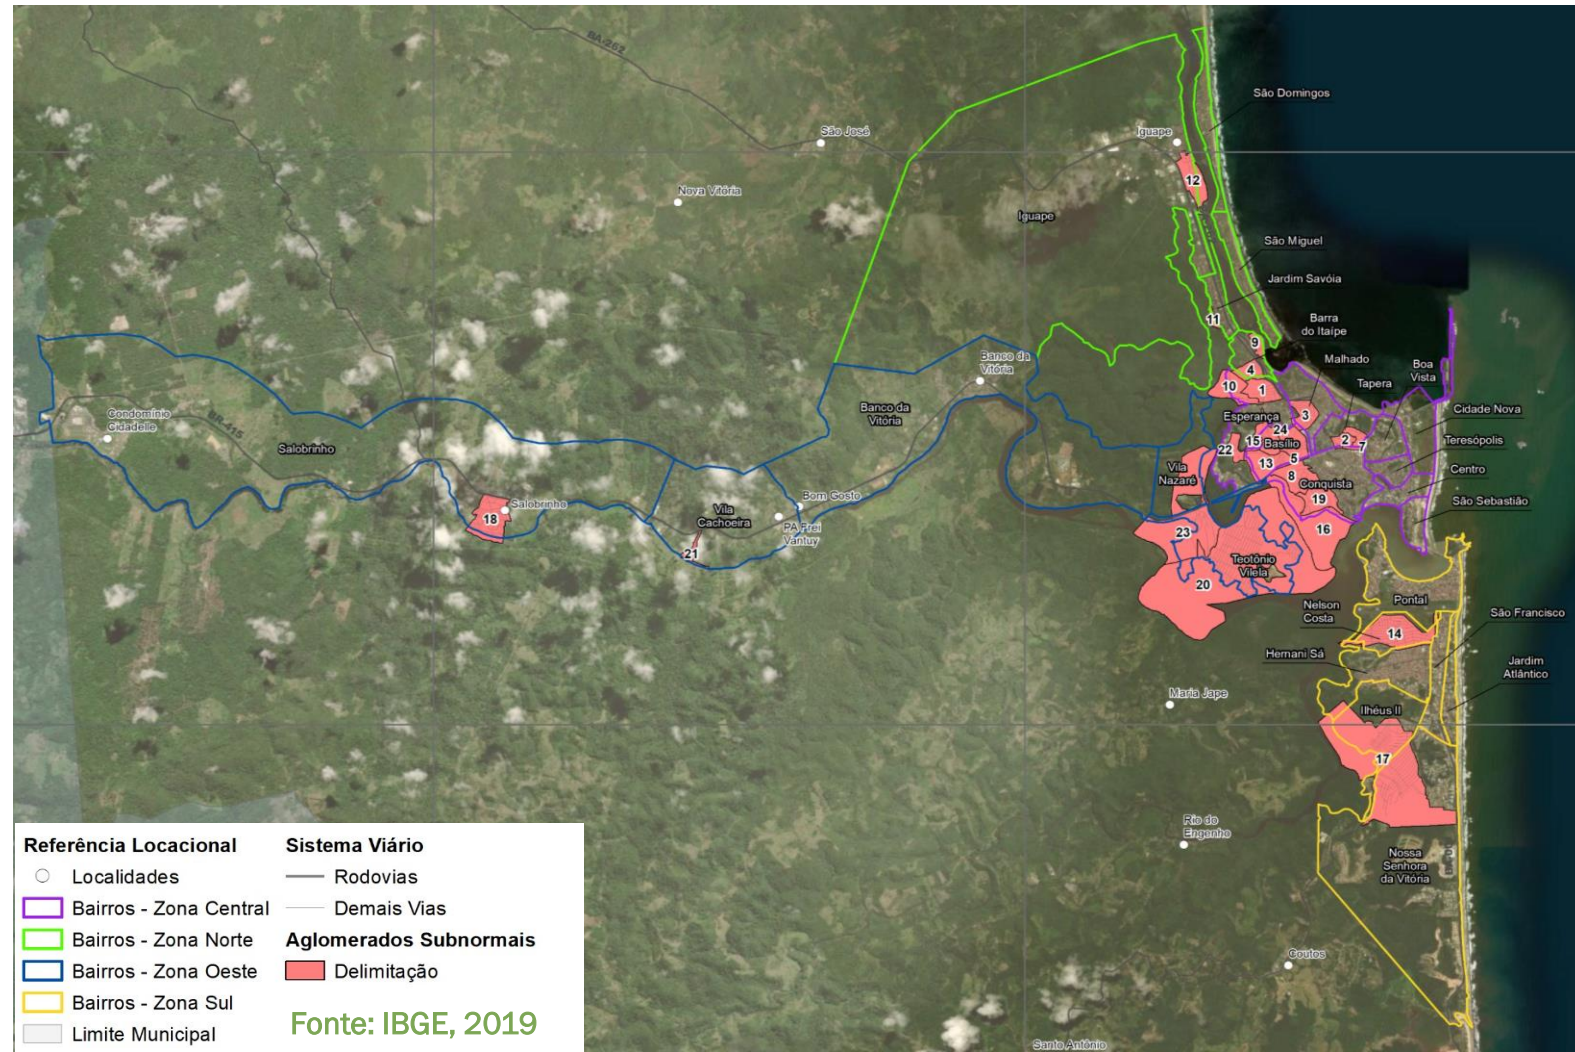 BA-262
São Domingos
São José
Iguape
12
Nova Vitória
Iguape
São Miguel
Jardim Savóia
11
Barra
do Itaípe
9
Malhado
Banco da
Vitória
4
Boa
Vista
Tapera
10
1
Condomínio
Cidadelle
BR-415
Banco da
Vitória
Esperança
3
Cidade Nova
24
Salobrinho
15
Basílio
2
7
Teresópolis
22
5
13
Vila
Nazaré
8
Centro
Conquista
Bom Gosto
19
São Sebastião
Salobrinho
18
Vila
Cachoeira
PA Frei
Vantuy
23
16
21
Teotônio
Vilela
20
Pontal
Nelson
Costa
São Francisco
14
Hernani Sá
Jardim
Atlântico
Maria Jape
Ilhéus II
17
Rio do
Engenho
Nossa
Senhora
da Vitória
Coutos
Santo Antônio
Referência Locacional
Localidades
Bairros - Zona Central
Bairros - Zona Norte
Bairros - Zona Oeste
Bairros - Zona Sul
Limite Municipal
Sistema Viário
Rodovias
Demais Vias
Aglomerados Subnormais
Delimitação
Fonte: IBGE, 2019